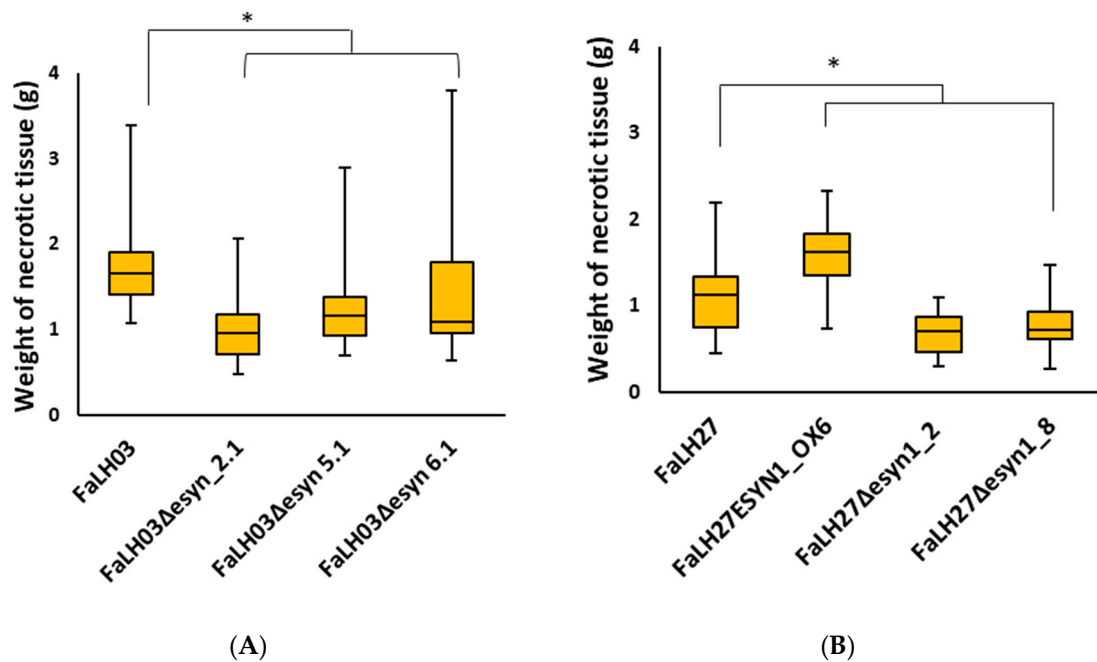 *
Weight of necrotic tissue (g)
4
3
2
1
0
FaLH03
FaLH03Δesyn_2.1
FaLH03Δesyn 5.1
FaLH03Δesyn 6.1
(A)
*
Weight of necrotic tissue (g)
4
3
2
1
0
FaLH27
FaLH27ESYN1_OX6
FaLH27Δesyn1_2
FaLH27Δesyn1_8
(B)